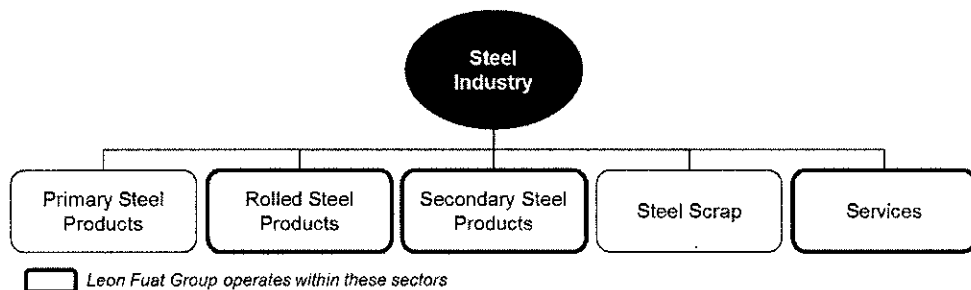 Steel
Industry
Primary Steel
Products
Rolled Steel
Products
Secondary Steel
Products
Steel Scrap
Services
Leon Fuat Group operates within these sectors